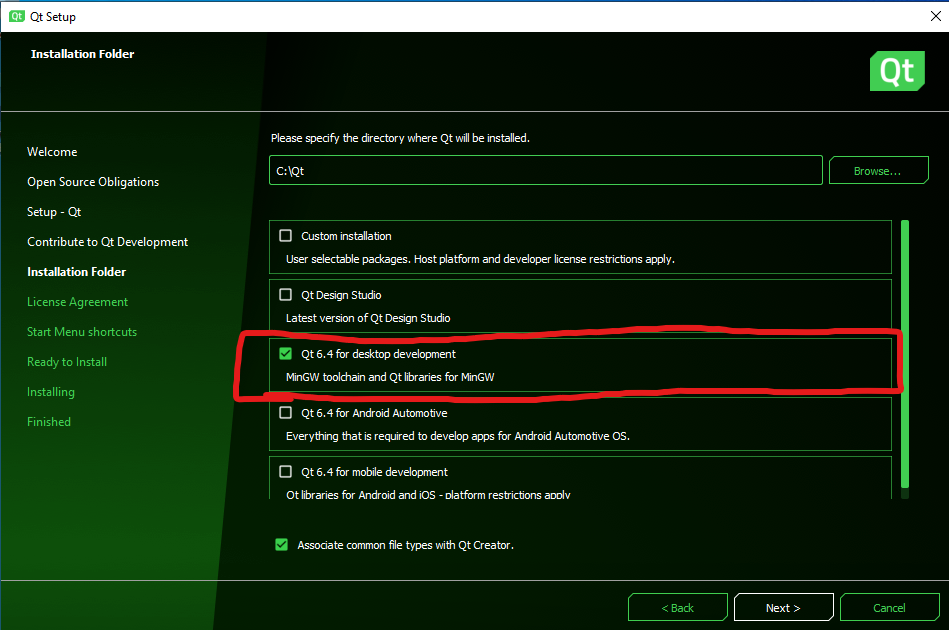 Qt Qt Setup
Installation Folder
Qt
Please specify the directory where Qt will be installed.
C:\Qt
Browse...
Welcome
Open Source Obligations
Setup - Qt
Contribute to Qt Development
Installation Folder
License Agreement
Start Menu shortcuts
Ready to Install
Installing
Finished
Custom installation
User selectable packages. Host platform and developer license restrictions apply.
Qt Design Studio
Latest version of Qt Design Studio
Qt 6.4 for desktop development
MinGW toolchain and Qt libraries for MinGW
Qt 6.4 for Android Automotive
Everything that is required to develop apps for Android Automotive OS.
Qt 6.4 for mobile development
Qt libraries for Android and iOS - platform restrictions apply
Associate common file types with Qt Creator.
< Back
Next >
Cancel